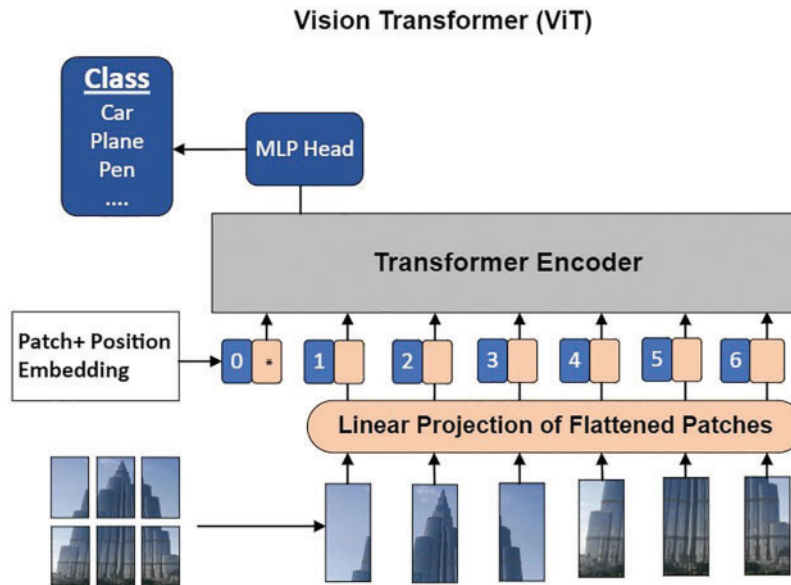 Vision Transformer (ViT)
Class
Car
Plane
Pen
....
MLP Head
Transformer Encoder
Patch+ Position
Embedding
0 * 1 2 3 4 5 6
Linear Projection of Flattened Patches